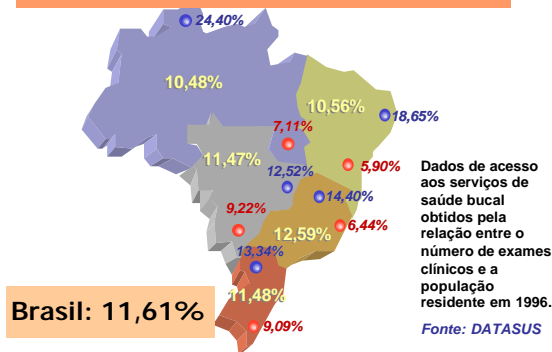 24,40%
10,48%
10,56%
18,65%
7,11%
11,47%
5,90%
12,52%
14,40%
9,22%
6,44%
12,59%
13,34%
11,48%
9,09%
Brasil: 11,61%
Dados de acesso
aos serviços de
saúde bucal
obtidos pela
relação entre o
número de exames
clínicos e a
população
residente em 1996.
Fonte: DATASUS